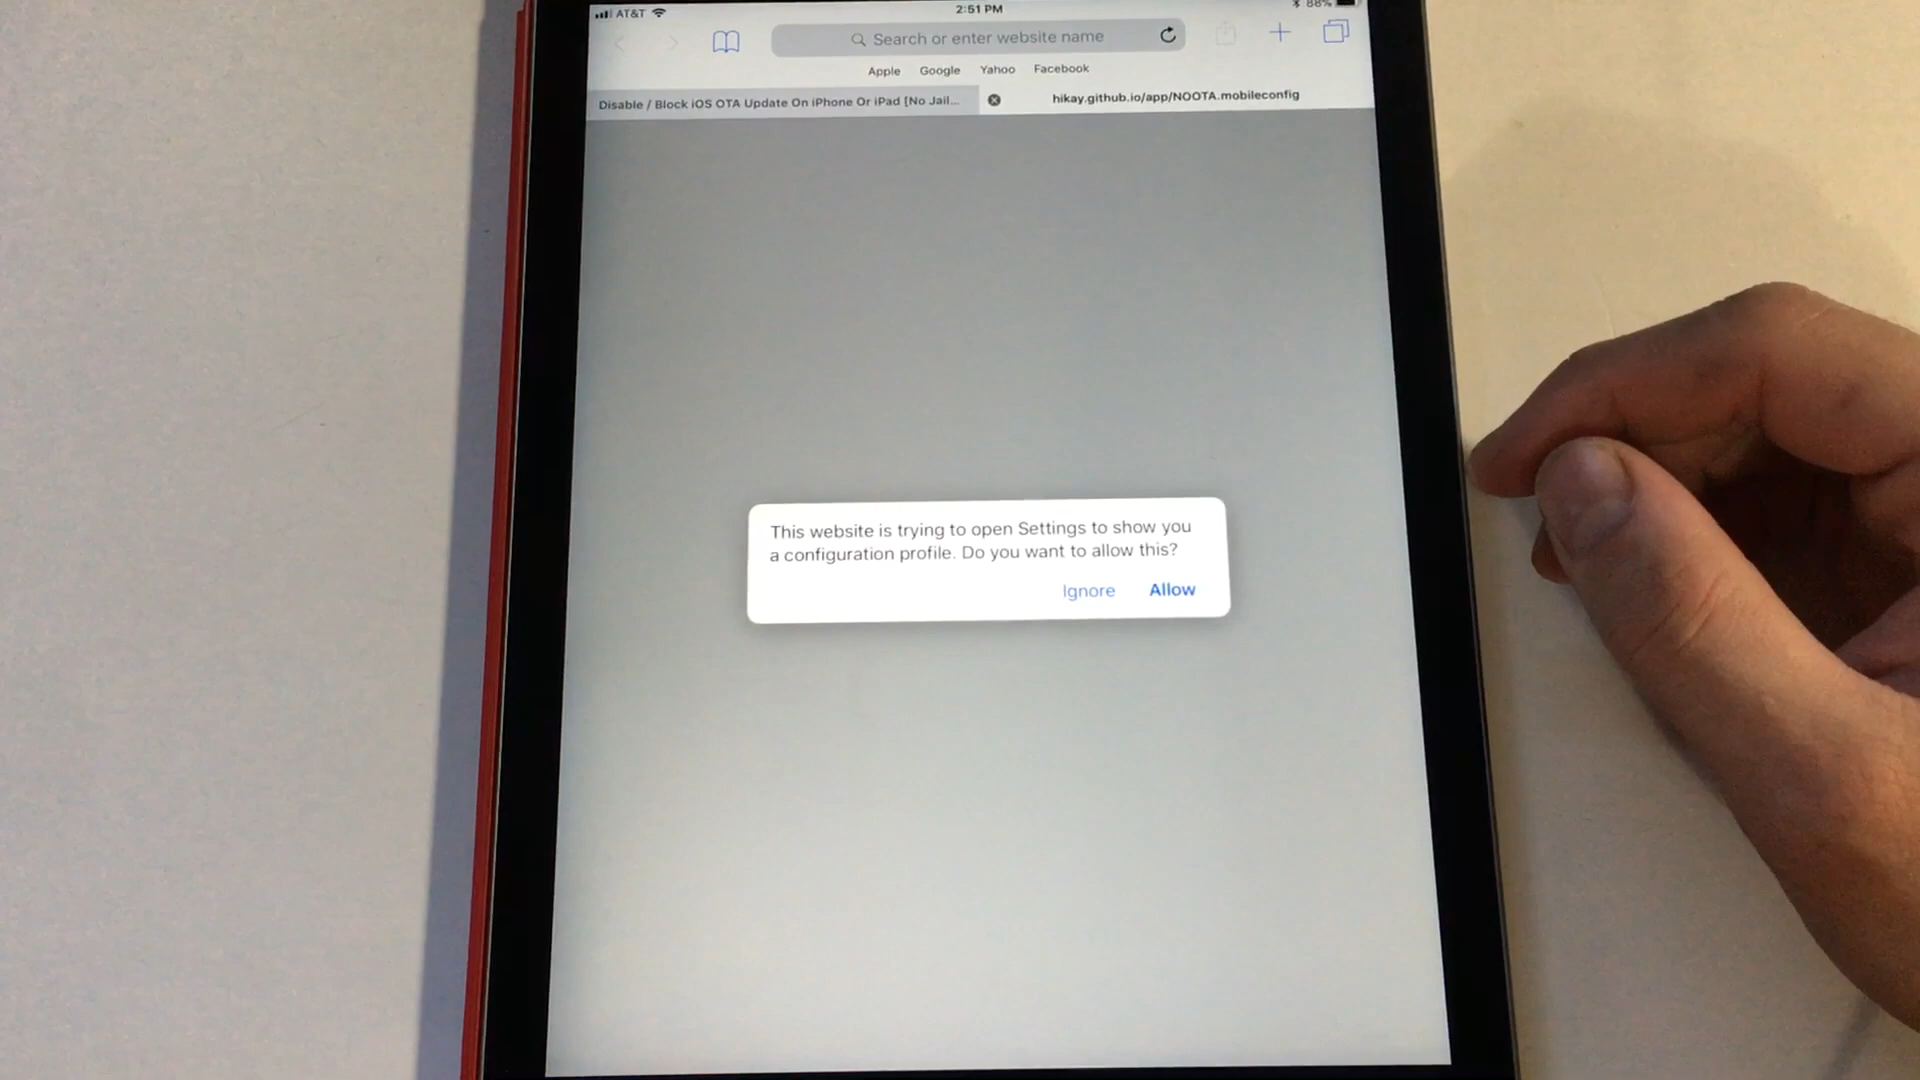 AT&T 2:51 PM 86%
Search or enter website name
Apple Google Yahoo Facebook
Disable / Block iOS OTA Update On iPhone Or iPad [No Jail... hikay.github.io/app/NOOTA.mobileconfig
This website is trying to open Settings to show you
a configuration profile. Do you want to allow this?
Ignore Allow